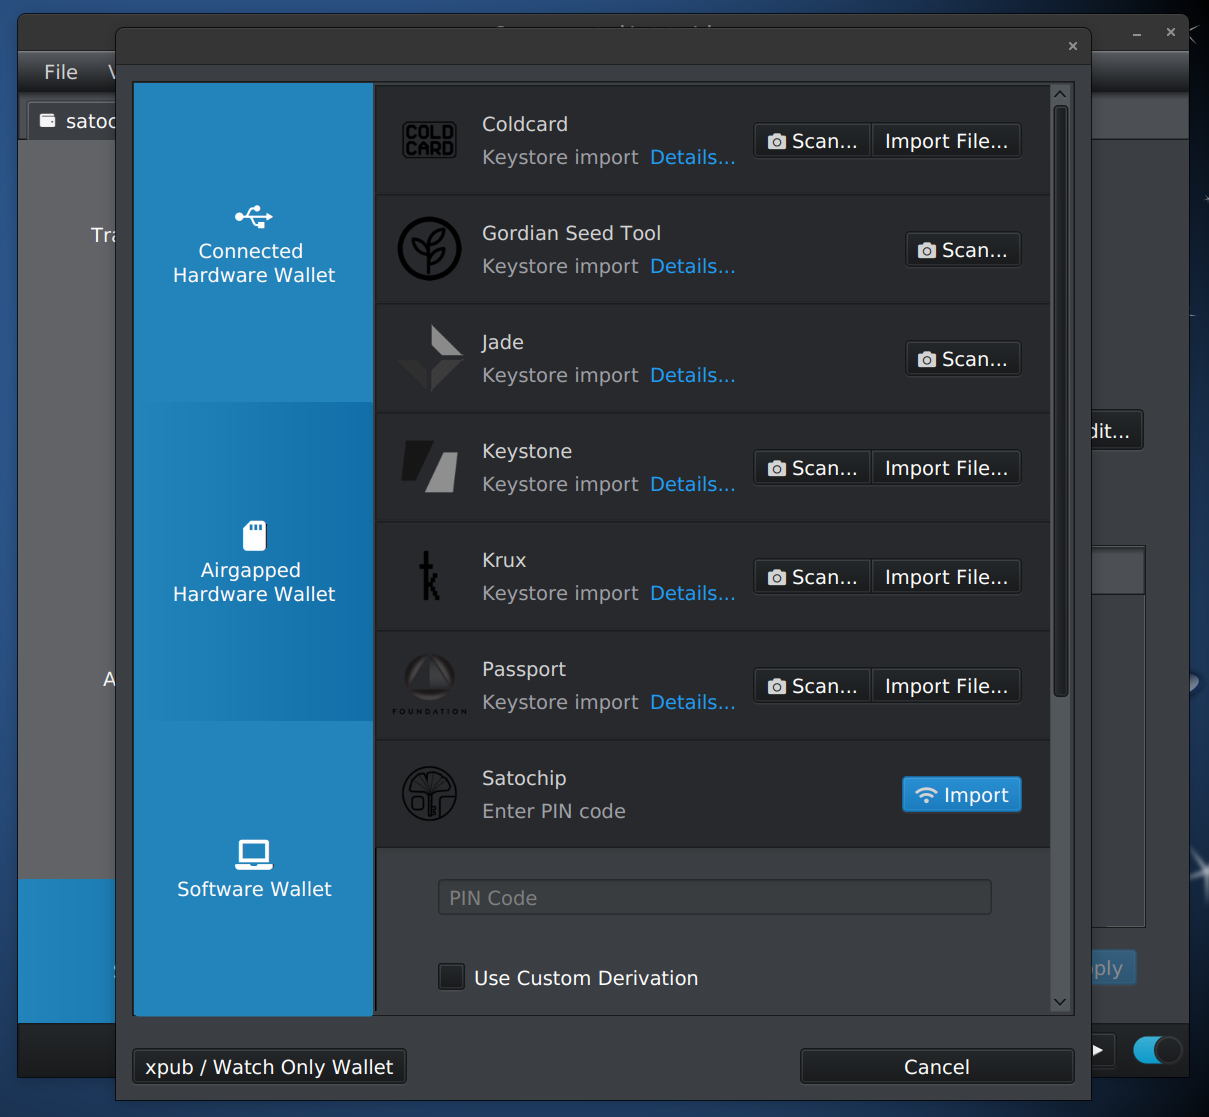 File
satoc
Tra
Connected
Hardware Wallet
Airgapped
Hardware Wallet
Software Wallet
COLD
CARD
Coldcard
Keystore import Details...
Scan...
Import File...
Gordian Seed Tool
Keystore import Details...
Scan...
Jade
Keystore import Details...
Scan...
Keystone
Keystore import Details...
Scan...
Import File...
Krux
Keystore import Details...
Scan...
Import File...
FOUNDATION
Passport
Keystore import Details...
Scan...
Import File...
Satochip
Enter PIN code
Import
PIN Code
Use Custom Derivation
dit...
A
ply
xpub / Watch Only Wallet
Cancel